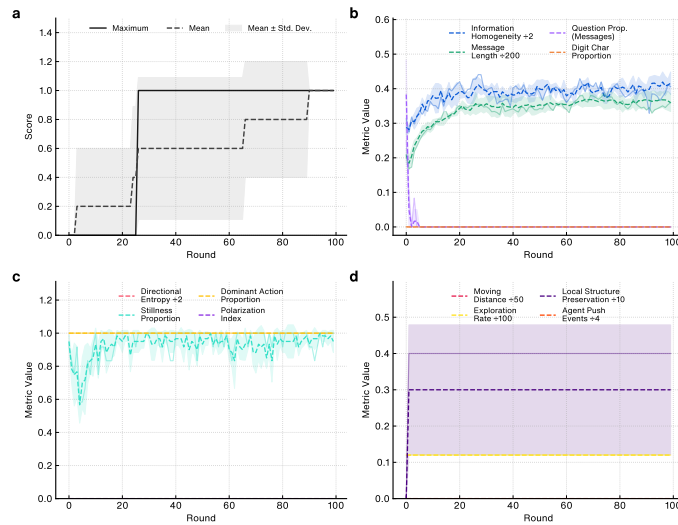 a
Maximum
Mean
Mean ± Std. Dev.
1.4
1.2
1.0
0.8
0.6
0.4
0.2
0.0
Score
0 20 40 60 80 100
Round
b
Information
Homogeneity ÷2
Message
Length ÷200
Question Prop.
(Messages)
Digit Char
Proportion
0.6
0.5
0.4
0.3
0.2
0.1
0.0
Metric Value
0 20 40 60 80 100
Round
c
Directional
Entropy ÷2
Stillness
Proportion
Dominant Action
Proportion
Polarization
Index
1.2
1.0
0.8
0.6
0.4
0.2
0.0
Metric Value
0 20 40 60 80 100
Round
d
Moving
Distance ÷50
Exploration
Rate ÷100
Local Structure
Preservation ÷10
Agent Push
Events ÷4
0.5
0.4
0.3
0.2
0.1
0.0
Metric Value
0 20 40 60 80 100
Round